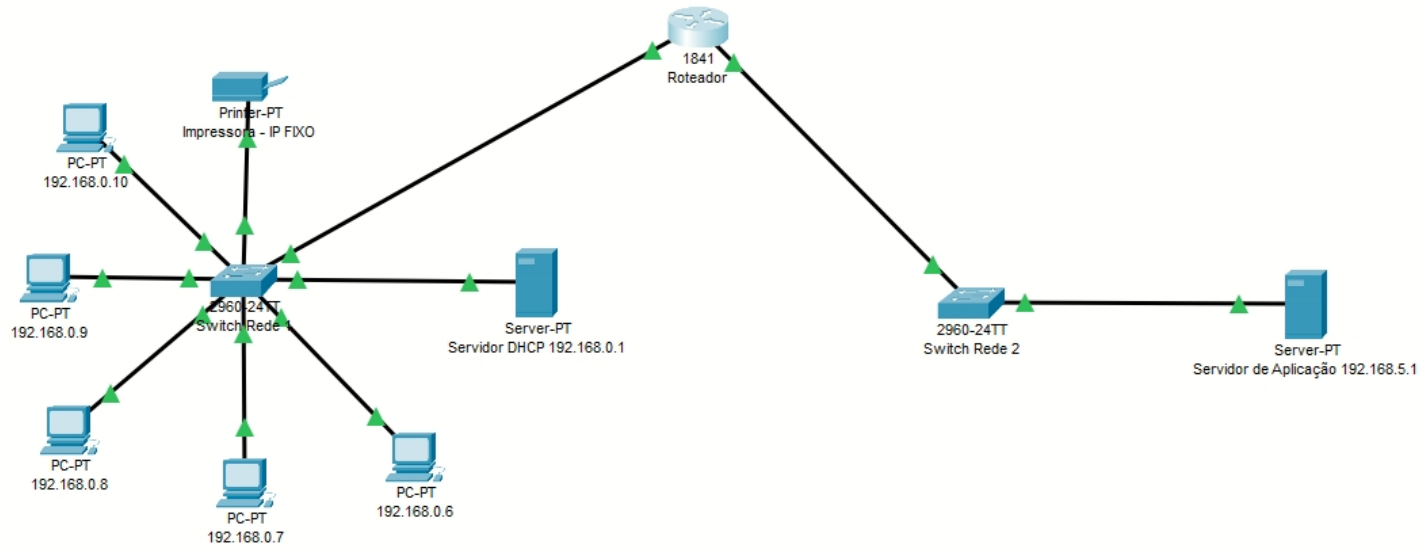 1841
Roteador
Printer-PT
Impressora - IP FIXO
PC-PT
192.168.0.10
PC-PT
192.168.0.9
2960-24TT
Switch Rede 1
Server-PT
Servidor DHCP 192.168.0.1
2960-24TT
Switch Rede 2
Server-PT
Servidor de Aplicação 192.168.5.1
PC-PT
192.168.0.8
PC-PT
192.168.0.7
PC-PT
192.168.0.6